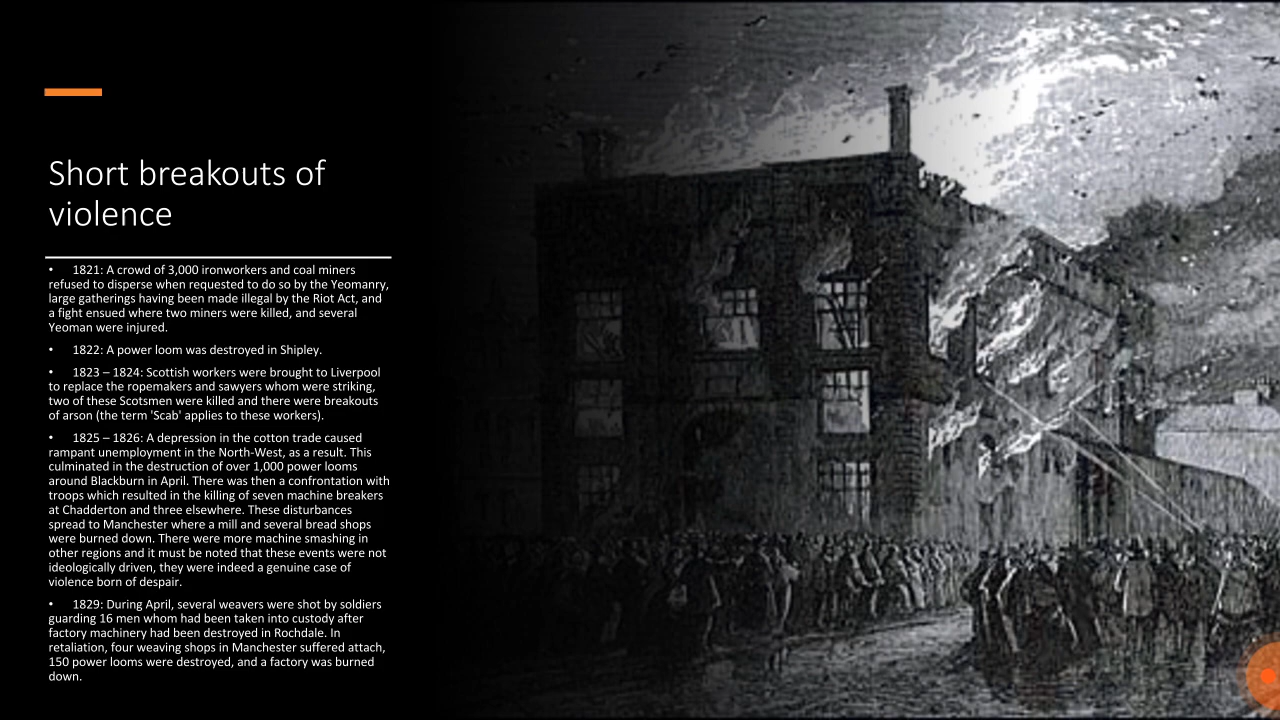 Short breakouts of
violence
• 1821: A crowd of 3,000 ironworkers and coal miners
refused to disperse when requested to do so by the Yeomanry,
large gatherings having been made illegal by the Riot Act, and
a fight ensued where two miners were killed, and several
Yeoman were injured.
• 1822: A power loom was destroyed in Shipley.
• 1823 – 1824: Scottish workers were brought to Liverpool
to replace the ropemakers and sawyers whom were striking,
two of these Scotsmen were killed and there were breakouts
of arson (the term 'Scab' applies to these workers).
• 1825 – 1826: A depression in the cotton trade caused
rampant unemployment in the North-West, as a result. This
culminated in the destruction of over 1,000 power looms
around Blackburn in April. There was then a confrontation with
troops which resulted in the killing of seven machine breakers
at Chadderton and three elsewhere. These disturbances
spread to Manchester where a mill and several bread shops
were burned down. There were more machine smashing in
other regions and it must be noted that these events were not
ideologically driven, they were indeed a genuine case of
violence born of despair.
• 1829: During April, several weavers were shot by soldiers
guarding 16 men whom had been taken into custody after
factory machinery had been destroyed in Rochdale. In
retaliation, four weaving shops in Manchester suffered attach,
150 power looms were destroyed, and a factory was burned
down.